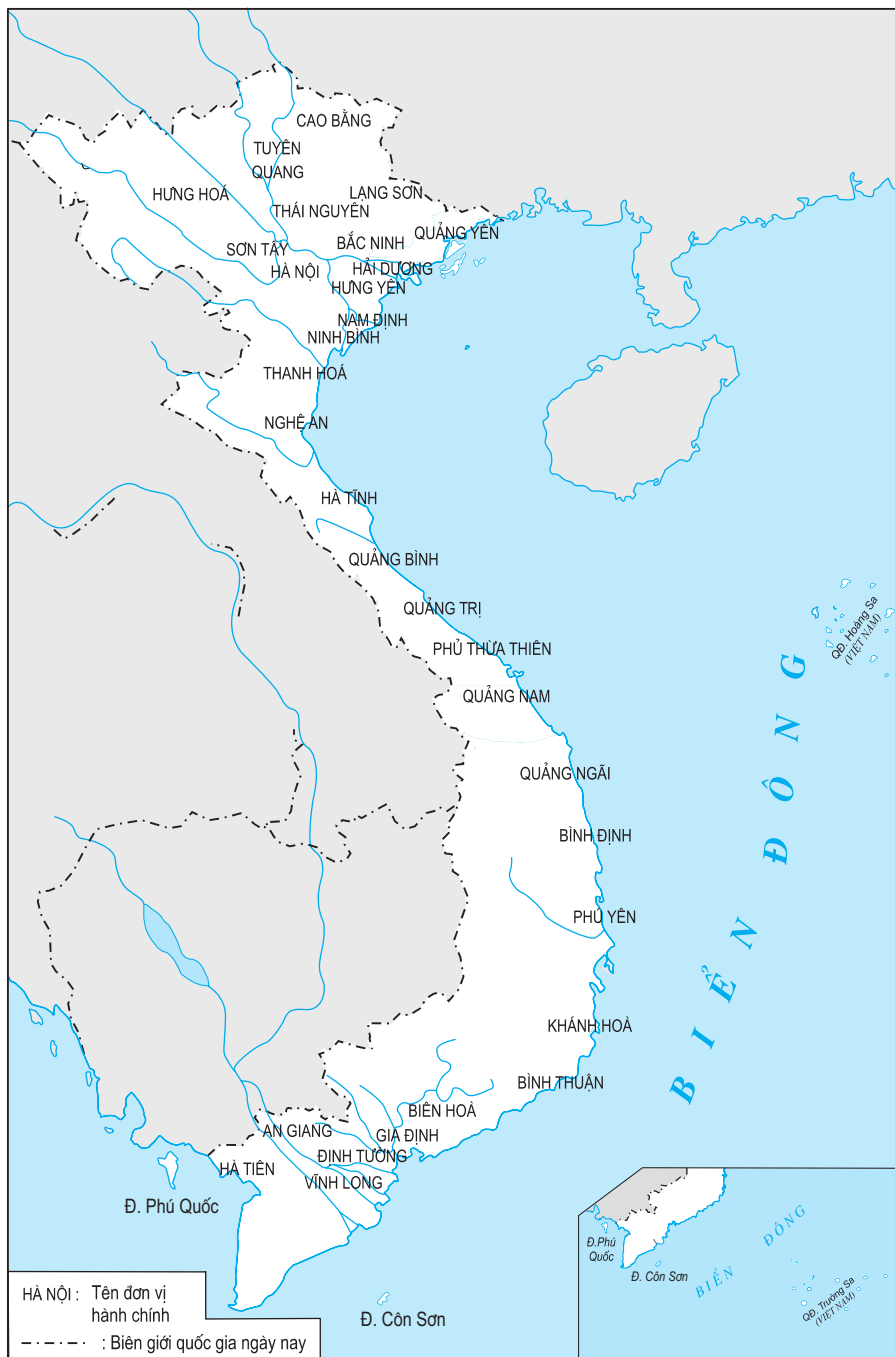 CAO BẰNG
TUYÊN
QUANG
HƯNG HOÁ
LẠNG SƠN
THÁI NGUYÊN
QUẢNG YÊN
BẮC NINH
SƠN TÂY
HÀ NỘI
HẢI DƯƠNG
HƯNG YÊN
NAM ĐỊNH
NINH BÌNH
THANH HOÁ
NGHỆ AN
HÀ TĨNH
QUẢNG BÌNH
QUẢNG TRỊ
PHỦ THỪA THIÊN
QUẢNG NAM
QĐ. Hoàng Sa
(VIỆT NAM)
BIỂN ĐÔNG
QUẢNG NGÃI
BÌNH ĐỊNH
PHÚ YÊN
KHÁNH HOÀ
BÌNH THUẬN
BIÊN HOÀ
AN GIANG
GIA ĐỊNH
ĐỊNH TƯỜNG
HÀ TIÊN
VĨNH LONG
Đ. Phú Quốc
Đ. Côn Sơn
Đ.Phú
Quốc
Đ. Côn Sơn
BIỂN ĐÔNG
QĐ. Trường Sa
(VIỆT NAM)
HÀ NỘI : Tên đơn vị
hành chính
: Biên giới quốc gia ngày nay